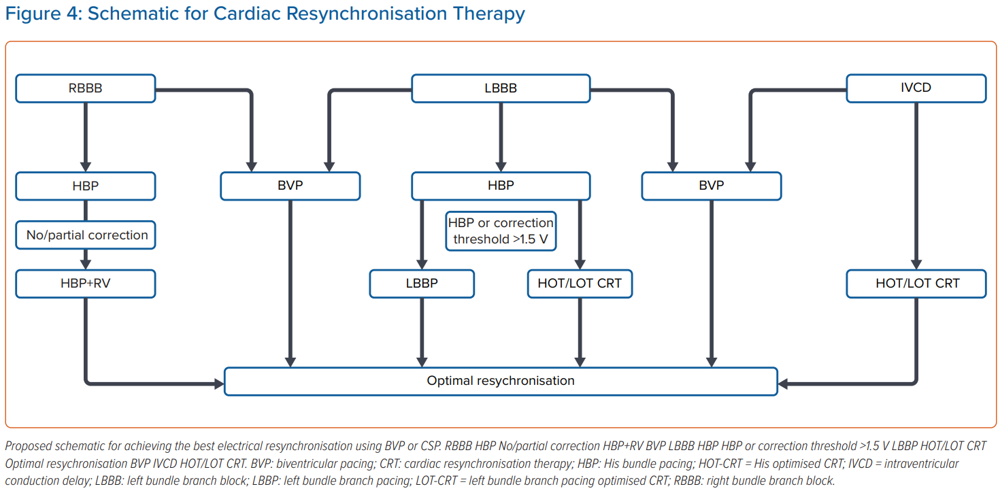 Figure 4: Schematic for Cardiac Resynchronisation Therapy
RBBB
LBBB
IVCD
HBP
BVP
HBP
BVP
No/partial correction
HBP or correction
threshold >1.5 V
HBP+RV
LBBP
HOT/LOT CRT
HOT/LOT CRT
Optimal resychronisation
Proposed schematic for achieving the best electrical resynchronisation using BVP or CSP. RBBB HBP No/partial correction HBP+RV BVP LBBB HBP HBP or correction threshold >1.5 V LBBP HOT/LOT CRT
Optimal resychronisation BVP IVCD HOT/LOT CRT. BVP: biventricular pacing; CRT: cardiac resynchronisation therapy; HBP: His bundle pacing; HOT-CRT = His optimised CRT; IVCD = intraventricular
conduction delay; LBBB: left bundle branch block; LBBP: left bundle branch pacing; LOT-CRT = left bundle branch pacing optimised CRT; RBBB: right bundle branch block.